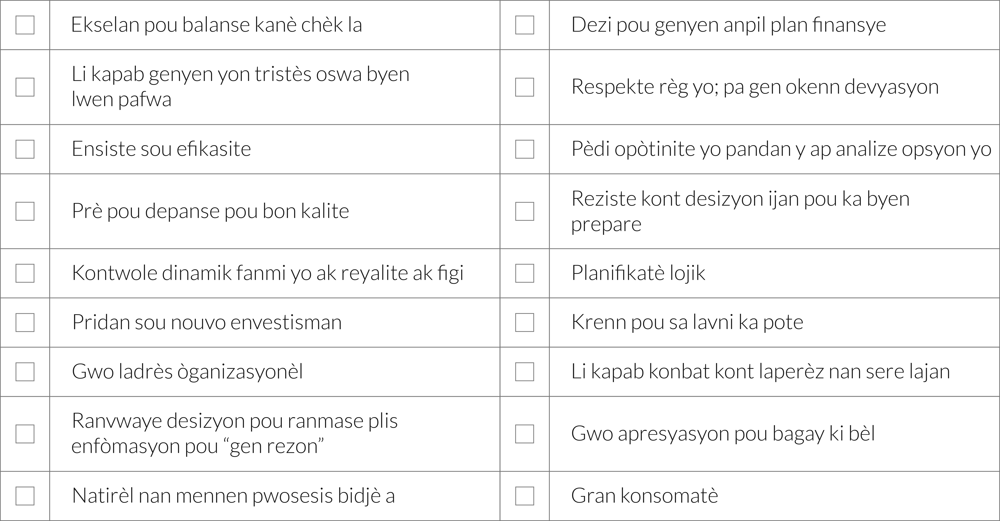 Ekselan pou balanse kanè chèk la
Dezi pou genyen anpil plan finansye
Li kapab genyen yon tristès oswa byen
lwen pafwa
Respekte règ yo; pa gen okenn devyasyon
Ensiste sou efikasite
Pèdi opòtinite yo pandan y ap analize opsyon yo
Prè pou depanse pou bon kalite
Reziste kont desizyon ijan pou ka byen
prepare
Kontwole dinamik fanmi yo ak reyalite ak figi
Planifikatè lojik
Pridan sou nouvo envestisman
Krenn pou sa lavni ka pote
Gwo ladrès òganizasyonèl
Li kapab konbat kont laperèz nan sere lajan
Ranvwaye desizyon pou ranmase plis
enfòmasyon pou “gen rezon”
Gwo apresyasyon pou bagay ki bèl
Natirèl nan mennen pwosesis bidjè a
Gran konsomatè